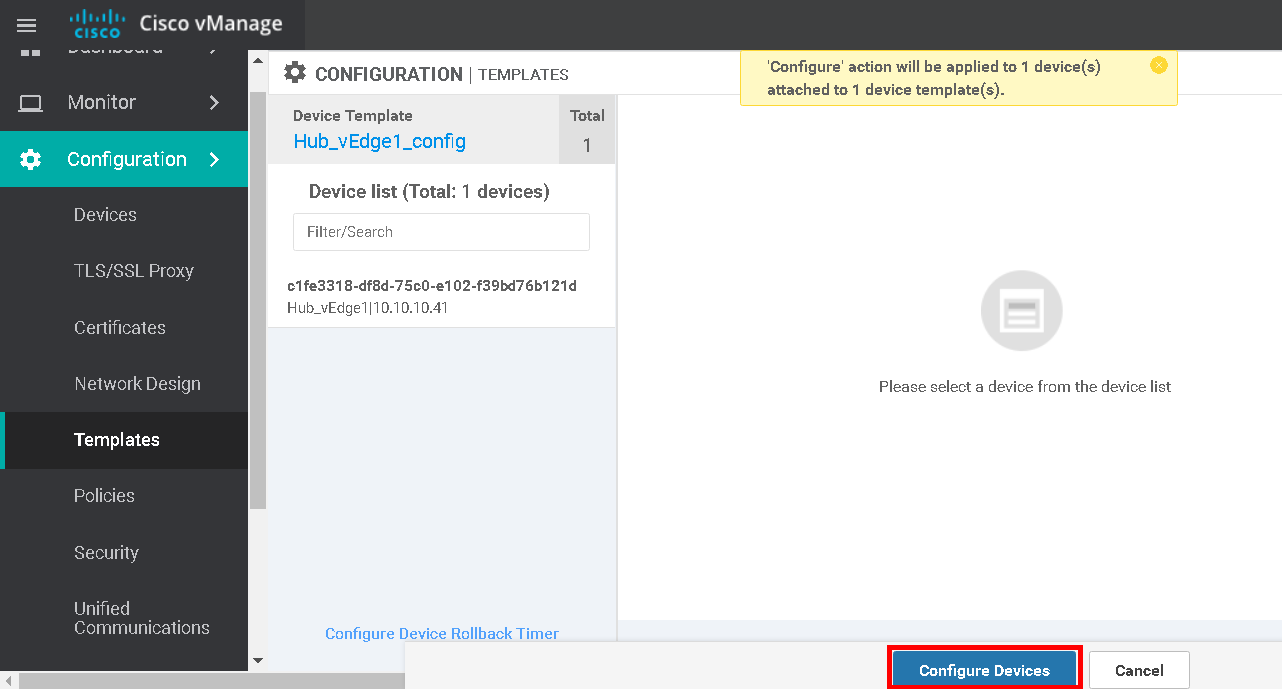 cisco Cisco vManage
Dashboard
Monitor
Configuration
Devices
TLS/SSL Proxy
Certificates
Network Design
Templates
Policies
Security
Unified
Communications
CONFIGURATION | TEMPLATES
'Configure' action will be applied to 1 device(s)
attached to 1 device template(s).
Device Template
Hub_vEdge1_config
Total
1
Device list (Total: 1 devices)
Filter/Search
c1fe3318-df8d-75c0-e102-f39bd76b121d
Hub_vEdge1|10.10.10.41
Please select a device from the device list
Configure Device Rollback Timer
Configure Devices
Cancel